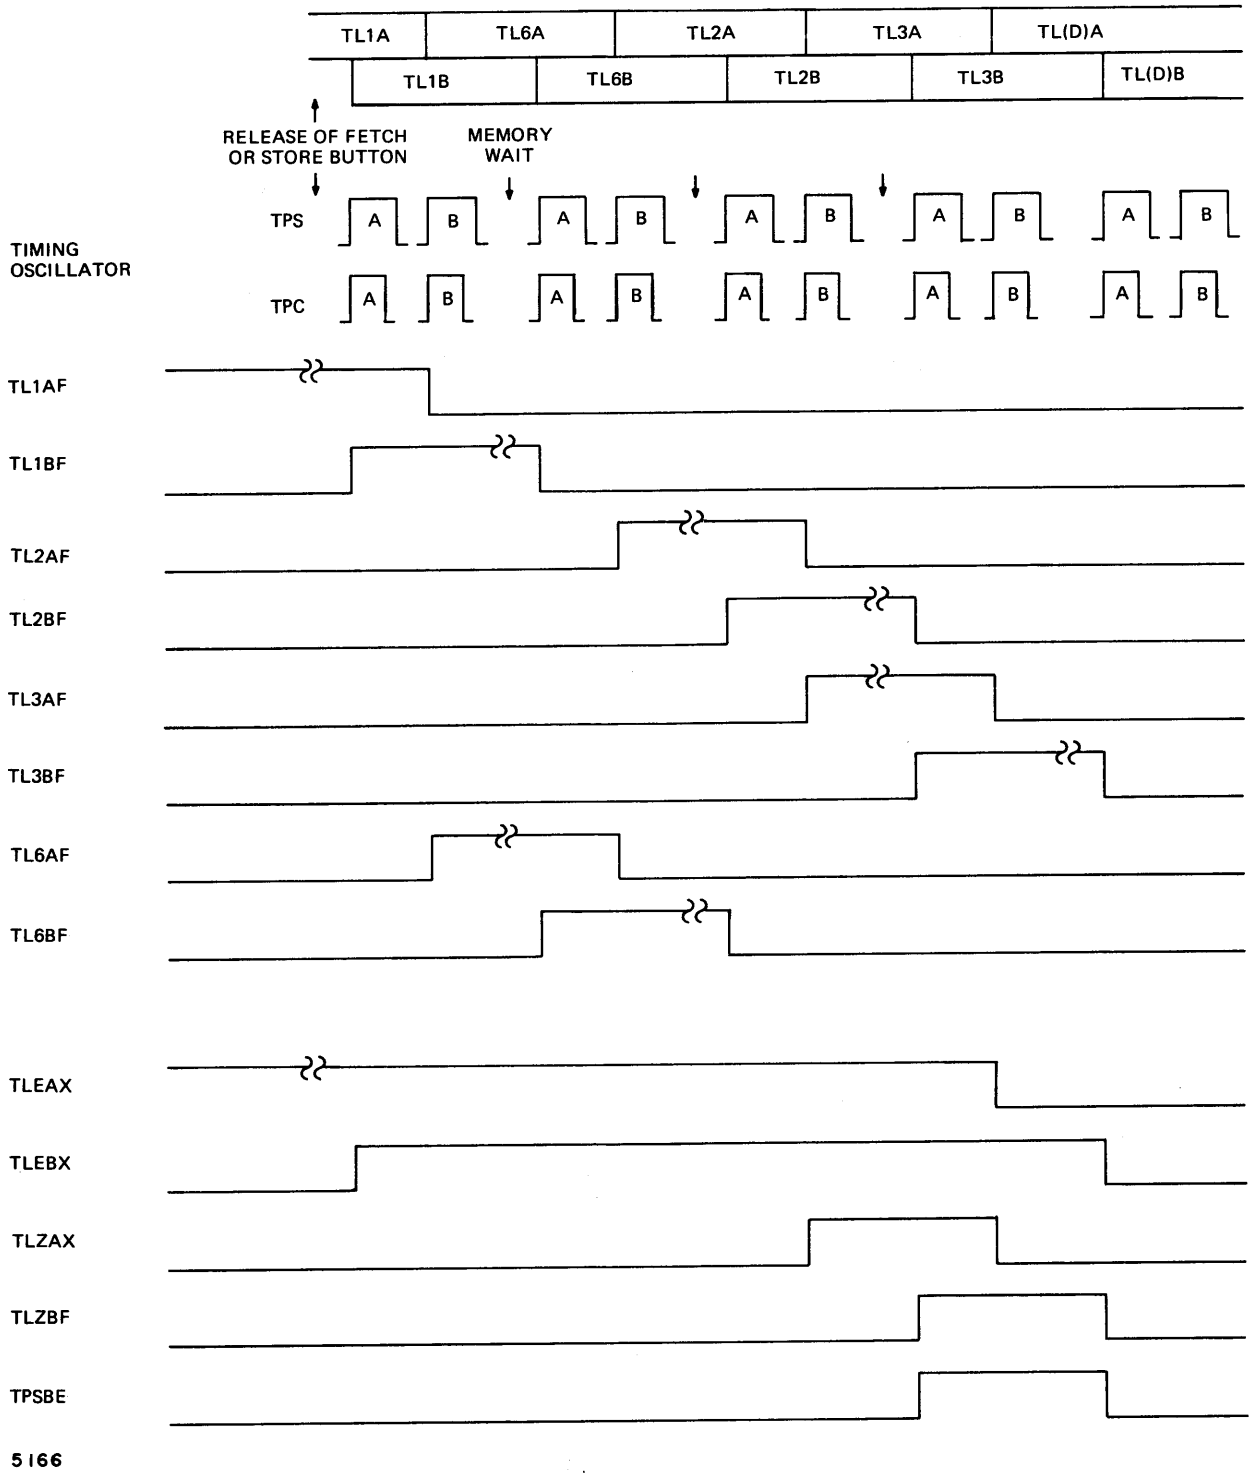 TL1A TL6A TL2A TL3A TL(D)A
TL1B TL6B TL2B TL3B TL(D)B
RELEASE OF FETCH
OR STORE BUTTON
MEMORY
WAIT
TIMING
OSCILLATOR
TPS A B A B A B A B A B
TPC A B A B A B A B A B
TL1AF
TL1BF
TL2AF
TL2BF
TL3AF
TL3BF
TL6AF
TL6BF
TLEAX
TLEBX
TLZAX
TLZBF
TPSBE
5166